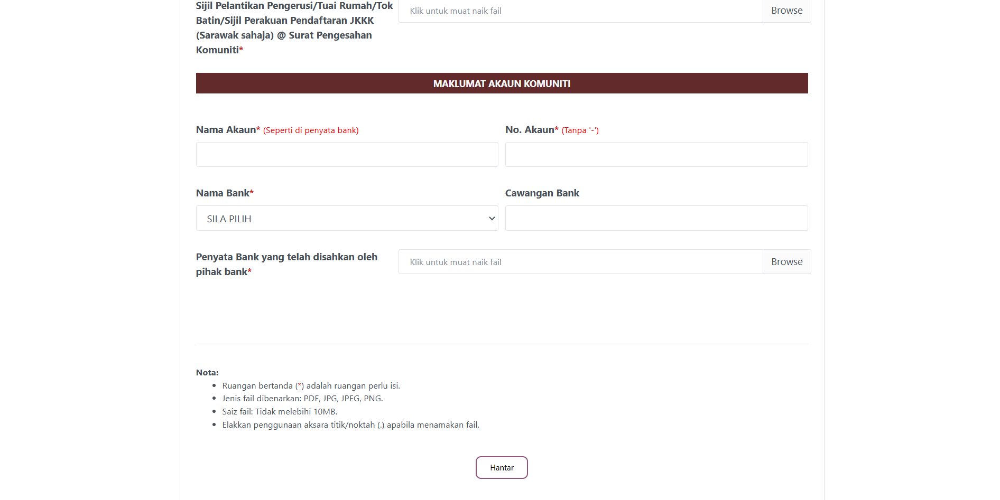 Sijil Pelantikan Pengerusi/Tuai Rumah/Tok
Batin/Sijil Perakuan Pendaftaran JKKK
(Sarawak sahaja) @ Surat Pengesahan
Komuniti*
Klik untuk muat naik fail
Browse
MAKLUMAT AKAUN KOMUNITI
Nama Akaun* (Seperti di penyata bank)
No. Akaun* (Tanpa '-')
Nama Bank*
Cawangan Bank
SILA PILIH
Penyata Bank yang telah disahkan oleh
pihak bank*
Klik untuk muat naik fail
Browse
Nota:
• Ruangan bertanda (*) adalah ruangan perlu isi.
• Jenis fail dibenarkan: PDF, JPG, JPEG, PNG.
• Saiz fail: Tidak melebihi 10MB.
• Elakkan penggunaan aksara titik/noktah (.) apabila menamakan fail.
Hantar